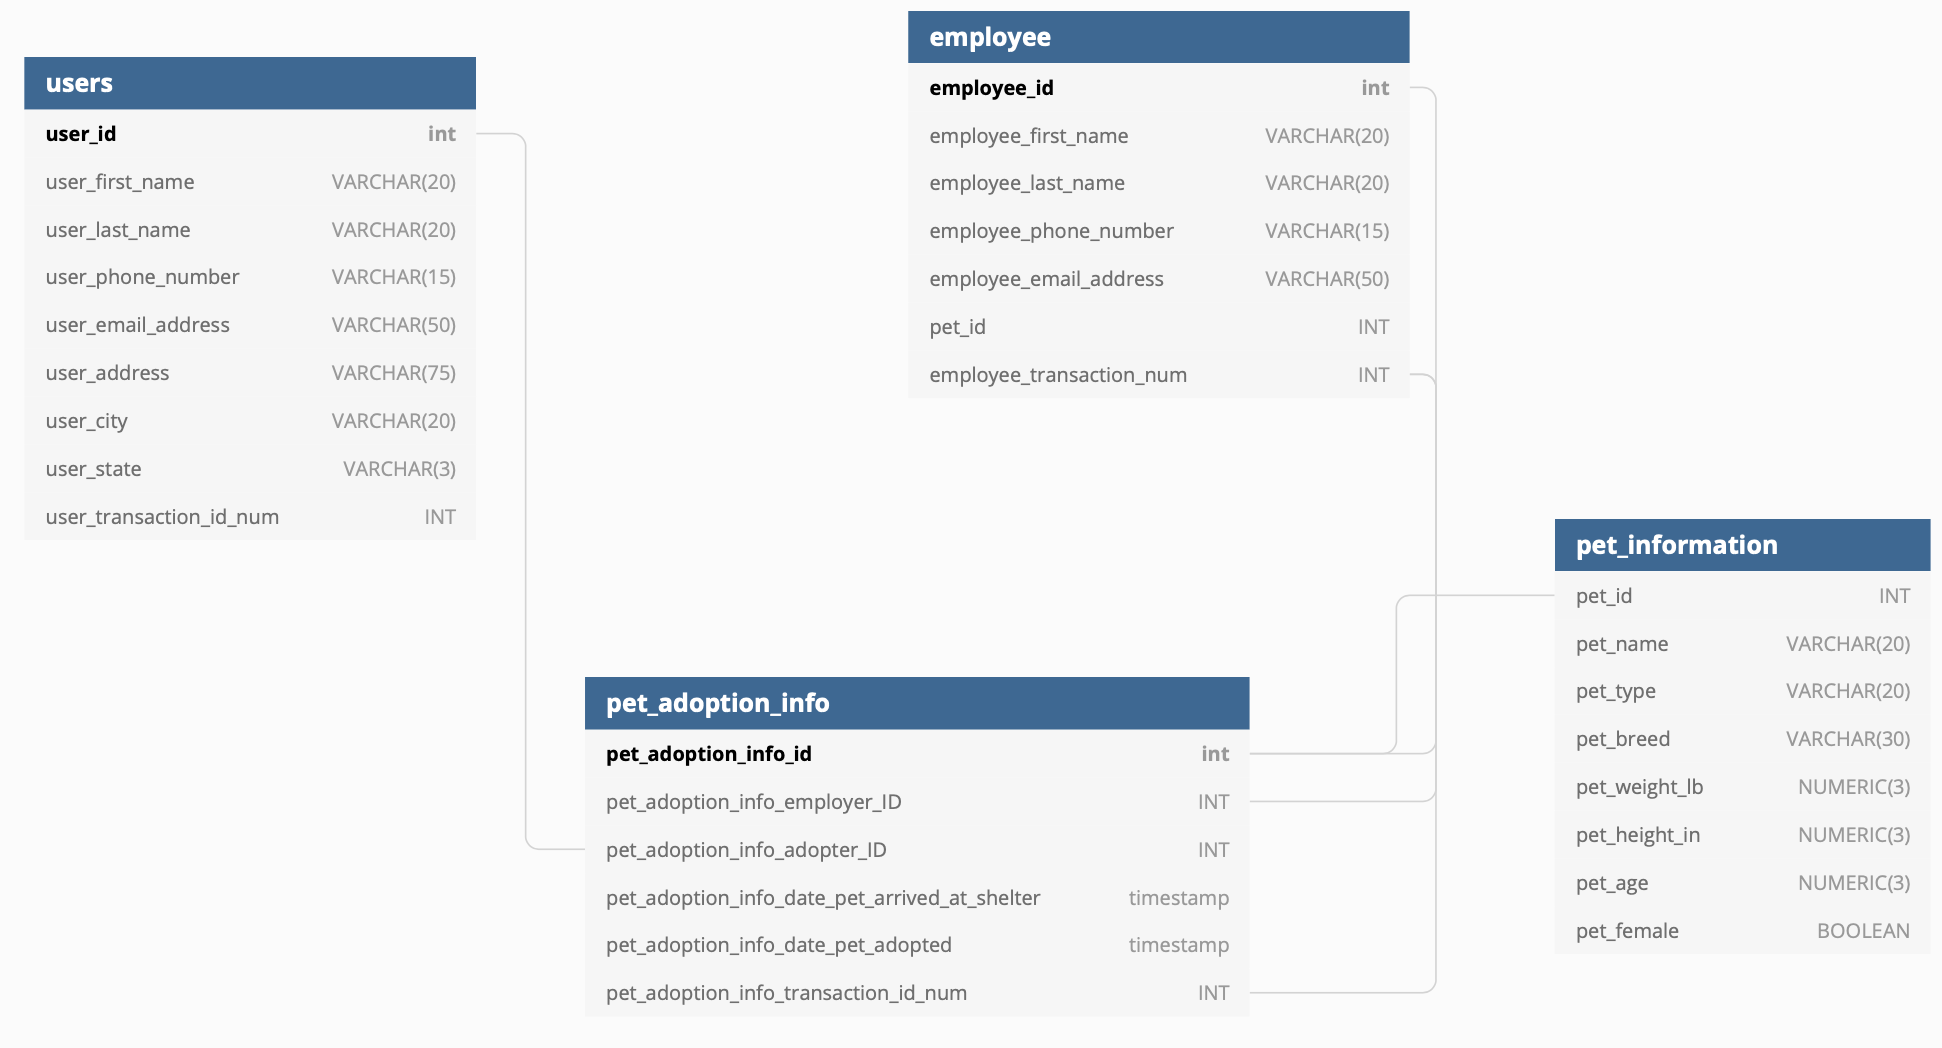 users
user_id int
user_first_name VARCHAR(20)
user_last_name VARCHAR(20)
user_phone_number VARCHAR(15)
user_email_address VARCHAR(50)
user_address VARCHAR(75)
user_city VARCHAR(20)
user_state VARCHAR(3)
user_transaction_id_num INT
employee
employee_id int
employee_first_name VARCHAR(20)
employee_last_name VARCHAR(20)
employee_phone_number VARCHAR(15)
employee_email_address VARCHAR(50)
pet_id INT
employee_transaction_num INT
pet_adoption_info
pet_adoption_info_id int
pet_adoption_info_employer_ID INT
pet_adoption_info_adopter_ID INT
pet_adoption_info_date_pet_arrived_at_shelter timestamp
pet_adoption_info_date_pet_adopted timestamp
pet_adoption_info_transaction_id_num INT
pet_information
pet_id INT
pet_name VARCHAR(20)
pet_type VARCHAR(20)
pet_breed VARCHAR(30)
pet_weight_lb NUMERIC(3)
pet_height_in NUMERIC(3)
pet_age NUMERIC(3)
pet_female BOOLEAN